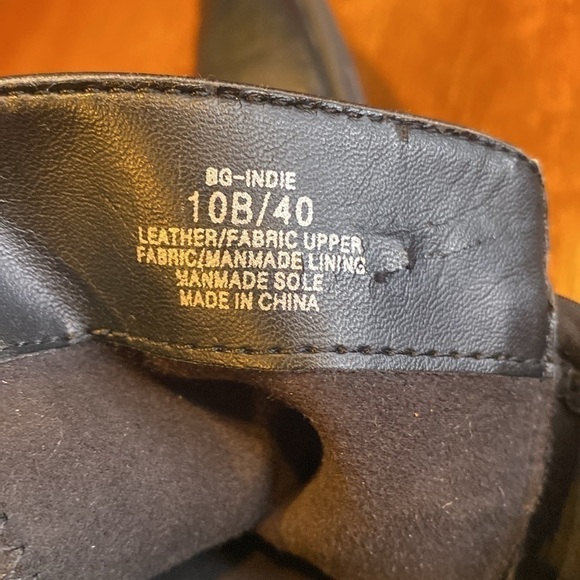 BG-INDIE
10B/40
LEATHER/FABRIC UPPER
FABRIC/MANMADE LINING
MANMADE SOLE
MADE IN CHINA